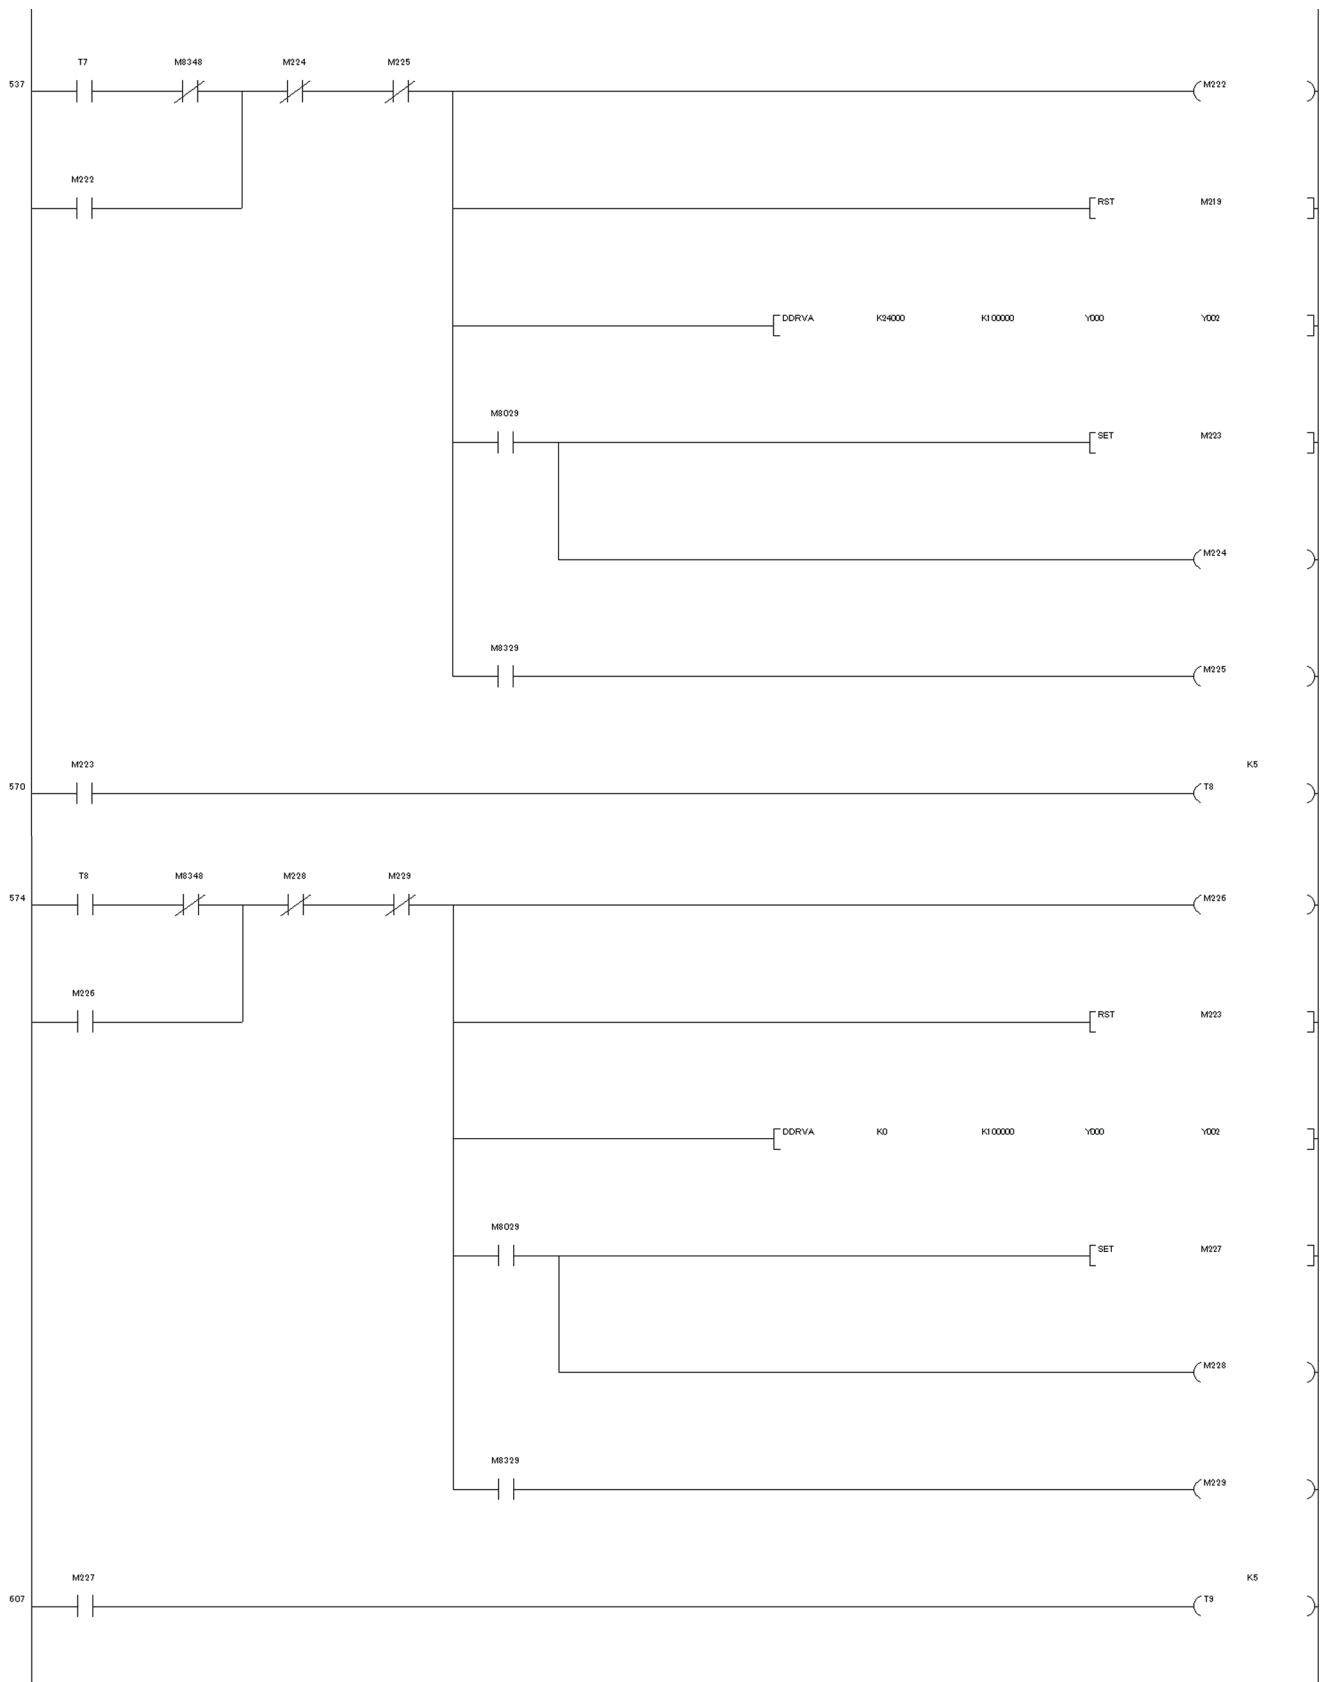 T7 M8348 M224 M225
537 M222
M222
RST M219
DDRVA K24000 K100000 Y000 Y002
M8029
SET M223
M224
M8329
M225
M223 K5
570 T8
T8 M8348 M228 M229
574 M226
M226
RST M223
DDRVA K0 K100000 Y000 Y002
M8029
SET M227
M228
M8329
M229
M227 K5
607 T9